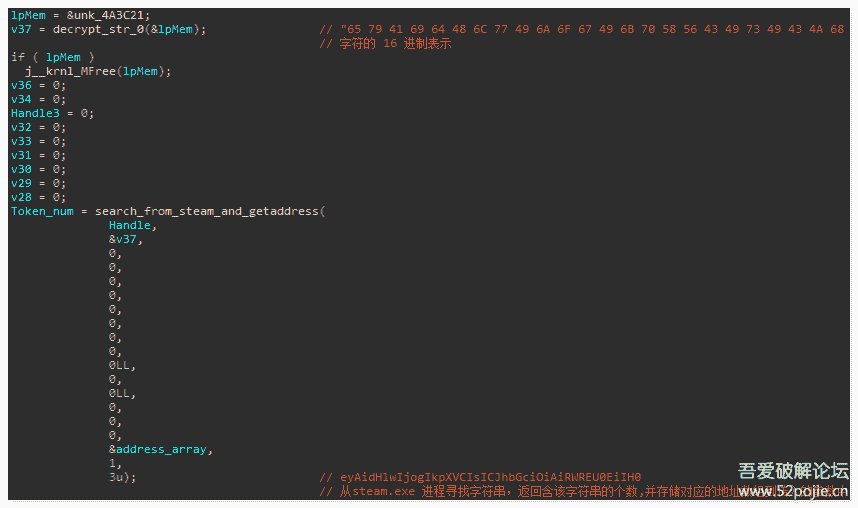 lpMem = &unk_4A3C21;
v37 = decrypt_str_0(&lpMem); // "65 79 41 69 64 48 6C 77 49 6A 6F 67 49 6B 70 58 56 43 49 73 49 43 4A 68
// 字符的 16 进制表示
if ( lpMem )
j__krnl_MFree(lpMem);
v36 = 0;
v34 = 0;
Handle3 = 0;
v32 = 0;
v33 = 0;
v31 = 0;
v30 = 0;
v29 = 0;
v28 = 0;
Token_num = search_from_steam_and_getaddress(
Handle,
&v37,
0,
0,
0,
0,
0,
0,
0,
0,
0LL,
0,
0LL,
0,
0,
0,
&address_array,
1,
3u); // eyAidHlwIjogIkpXVCIsICJhbGciOiAiRWREU0EiIH0
// 从steam.exe 进程寻找字符串, 返回含该字符串的个数,并存储对应的地址
吾爱破解论坛
www.52pojie.cn